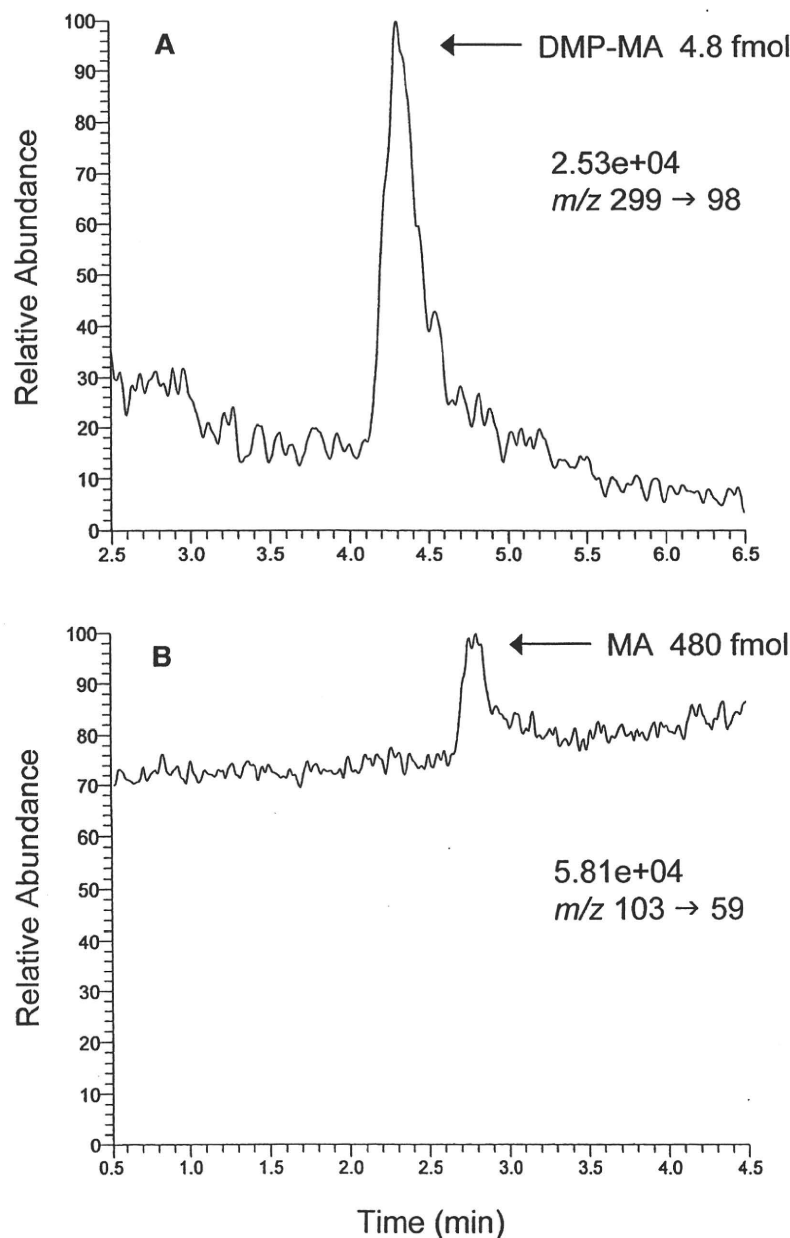 A
DMP-MA 4.8 fmol
2.53e+04
m/z 299 → 98
Relative Abundance
100
90
80
70
60
50
40
30
20
10
0
2.5 3.0 3.5 4.0 4.5 5.0 5.5 6.0 6.5
B
MA 480 fmol
5.81e+04
m/z 103 → 59
Relative Abundance
100
90
80
70
60
50
40
30
20
10
0
0.5 1.0 1.5 2.0 2.5 3.0 3.5 4.0 4.5
Time (min)